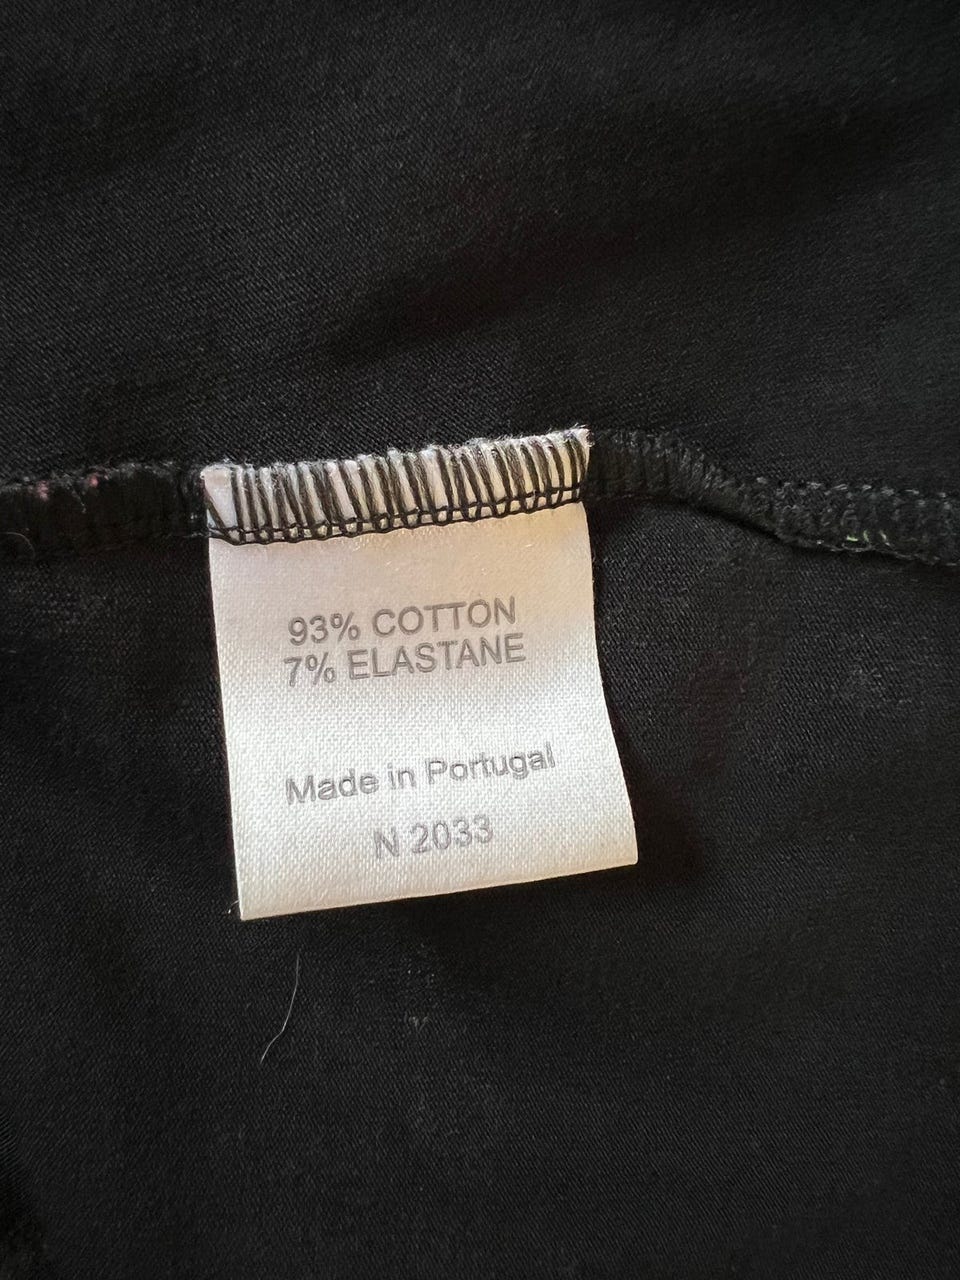 93% COTTON
7% ELASTANE
Made in Portugal
N 2033